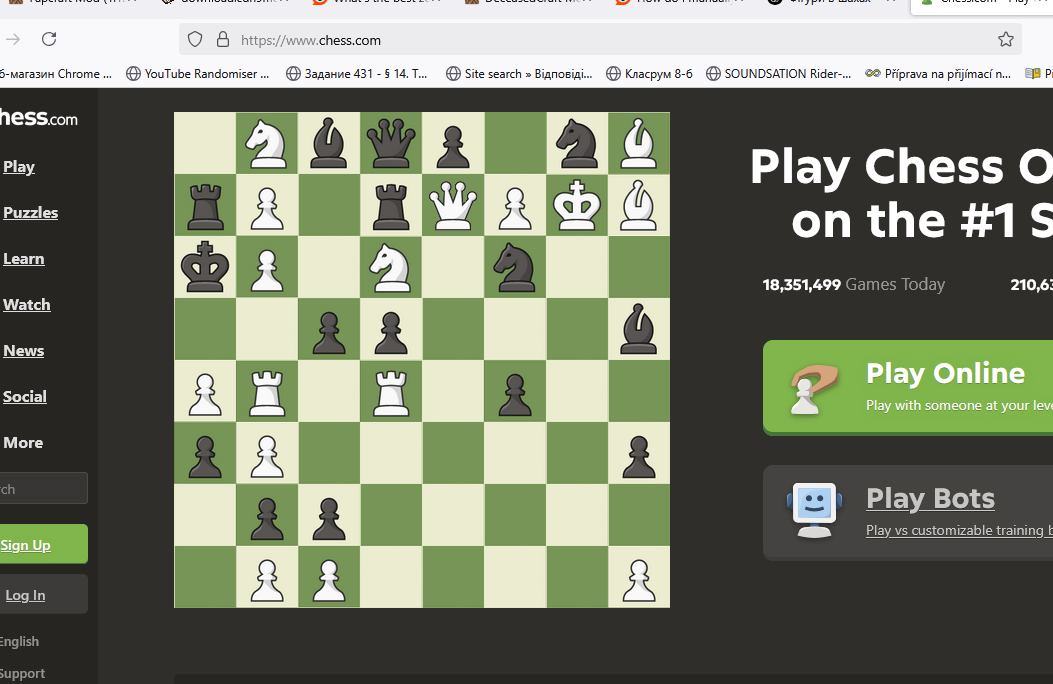 https://www.chess.com
б-магазин Chrome ... YouTube Randomiser ... Задание 431 - § 14. Т... Site search » Відповіді... Класрум 8-б SOUNDSATION Rider-... Příprava na přijímací n...
hess.com
Play
Puzzles
Learn
Watch
News
Social
More
rch
Sign Up
Log In
English
Support
Play Chess O
on the #1 S
18,351,499 Games Today 210,63
Play Online
Play with someone at your leve
Play Bots
Play vs customizable training b